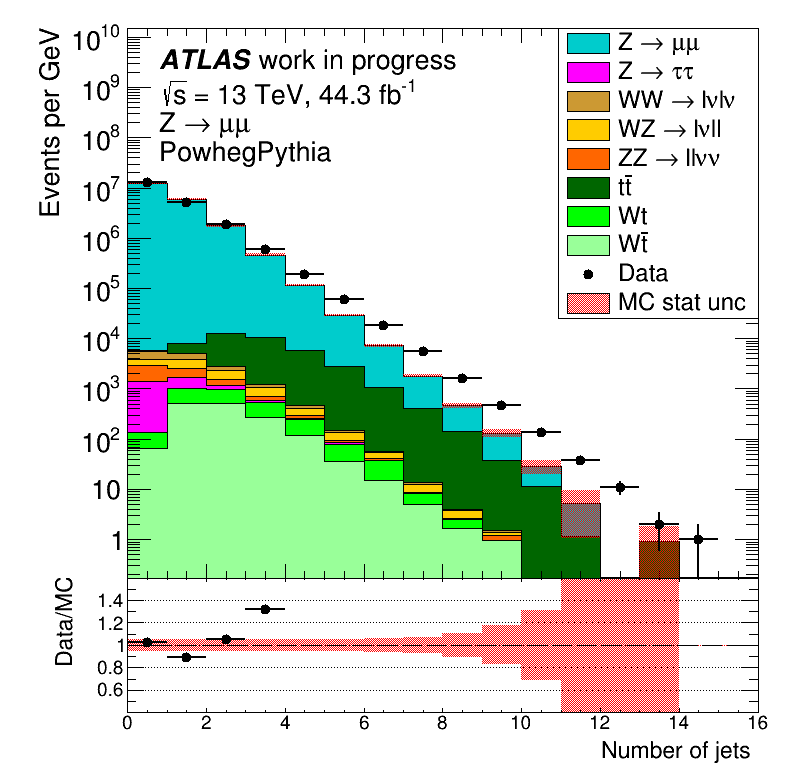 ATLAS work in progress
√s = 13 TeV, 44.3 fb⁻¹
Z → μμ
PowhegPythia
Z → μμ
Z → ττ
WW → lνlν
WZ → lνll
ZZ → llνν
tt̄
Wt
Wt̄
Data
MC stat unc
Events per GeV
10¹⁰
10⁹
10⁸
10⁷
10⁶
10⁵
10⁴
10³
10²
10
1
Data/MC
1.4
1.2
1
0.8
0.6
0 2 4 6 8 10 12 14 16
Number of jets